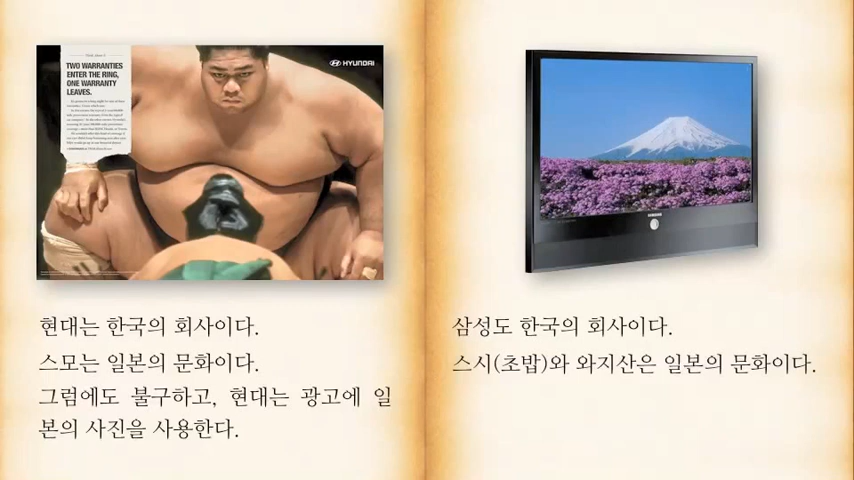 TWO WARRANTIES
ENTER THE RING,
ONE WARRANTY
LEAVES.
HYUNDAI
현대는 한국의 회사이다.
스모는 일본의 문화이다.
그럼에도 불구하고, 현대는 광고에 일
본의 사진을 사용한다.
SAMSUNG
삼성도 한국의 회사이다.
스시(초밥)와 와지산은 일본의 문화이다.